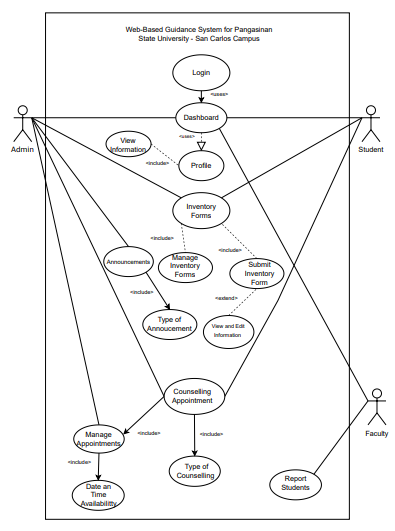 Web-Based Guidance System for Pangasinan
State University - San Carlos Campus
Login
<uses>
Dashboard
Admin
Student
<uses>
View
Information
<include>
Profile
Inventory
Forms
<include>
<include>
Announcements
Manage
Inventory
Forms
Submit
Inventory
Form
<include>
<extend>
Type of
Annoucement
View and Edit
Information
Counselling
Appointment
Manage
Appointments
<include>
<include>
Faculty
<include>
Type of
Counselling
Report
Students
Date an
Time
Availability